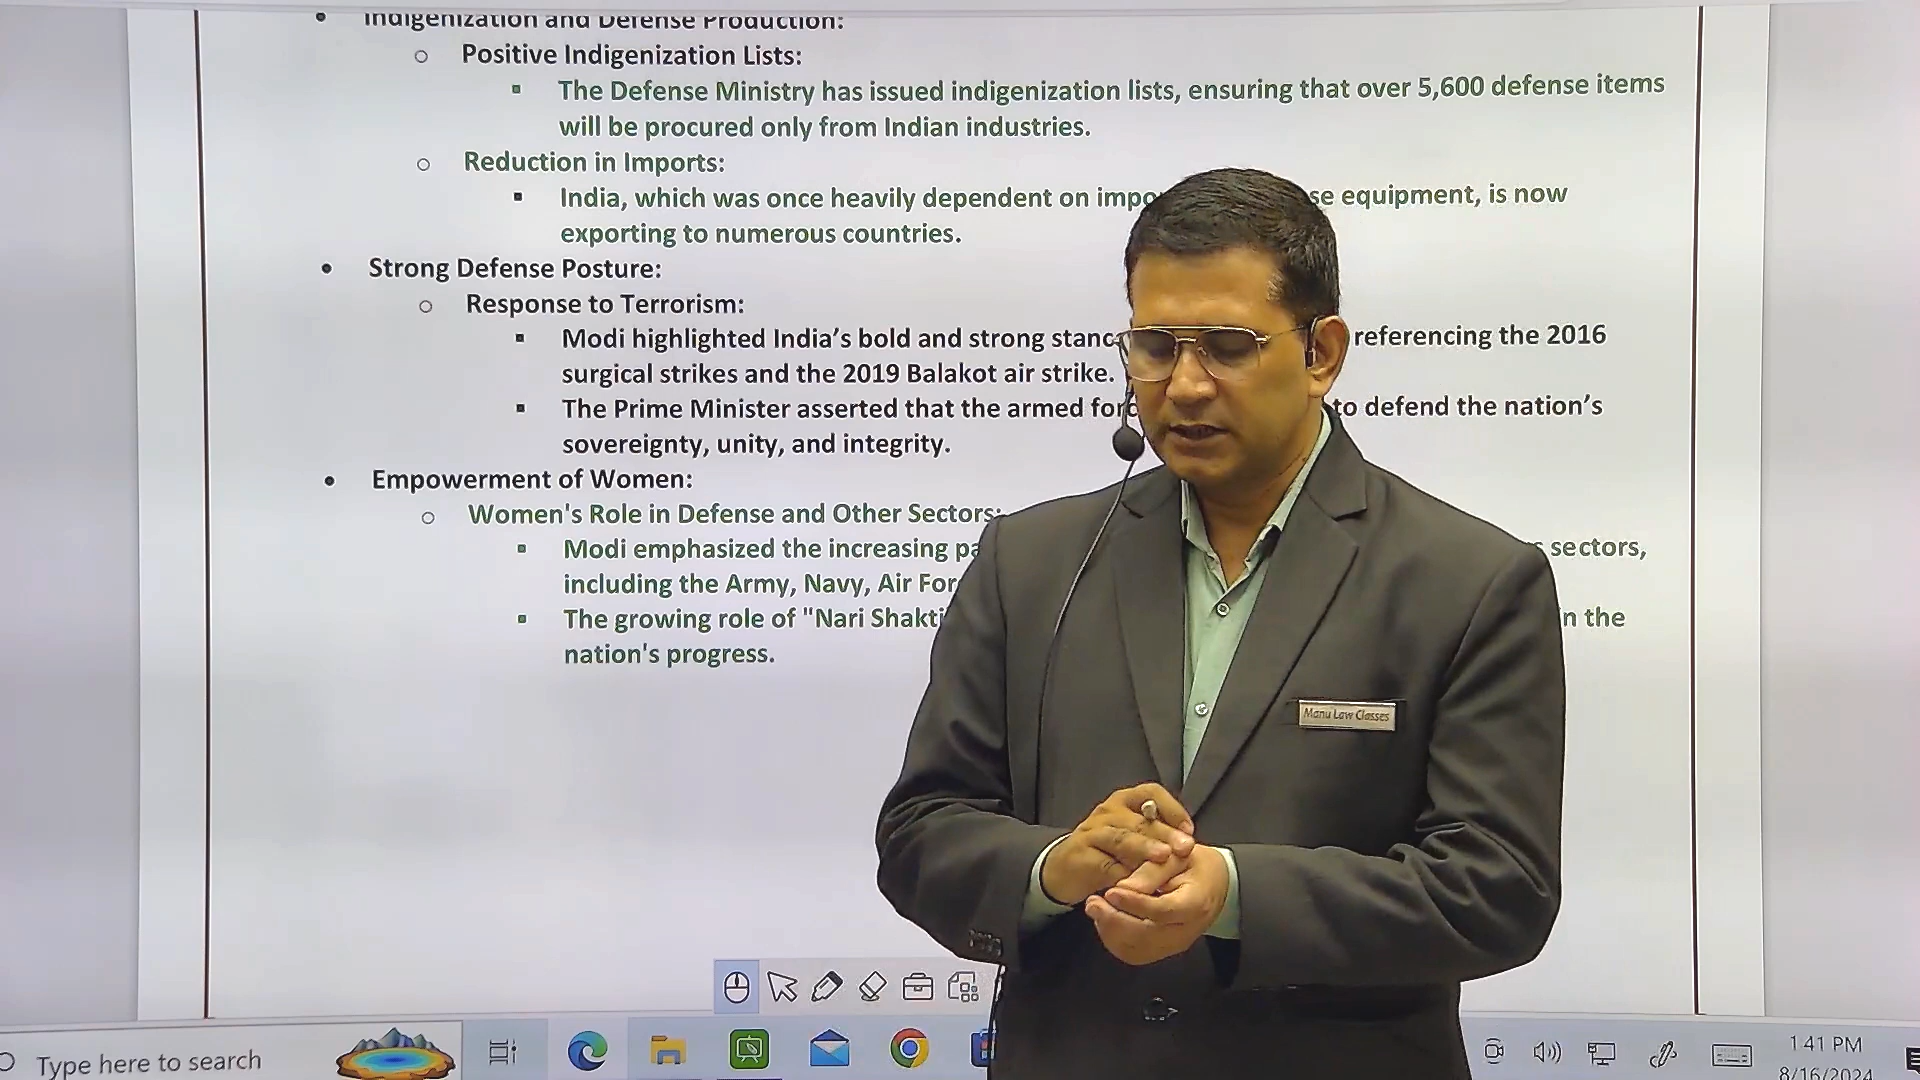 Indigenization and Defense Production:
Positive Indigenization Lists:
The Defense Ministry has issued indigenization lists, ensuring that over 5,600 defense items
will be procured only from Indian industries.
Reduction in Imports:
India, which was once heavily dependent on impo se equipment, is now
exporting to numerous countries.
Strong Defense Posture:
Response to Terrorism:
Modi highlighted India’s bold and strong stanc referencing the 2016
surgical strikes and the 2019 Balakot air strike.
The Prime Minister asserted that the armed forc to defend the nation’s
sovereignty, unity, and integrity.
Empowerment of Women:
Women's Role in Defense and Other Sectors:
Modi emphasized the increasing pa sectors,
including the Army, Navy, Air For
The growing role of "Nari Shakti in the
nation's progress.
Manu Law Classes
Type here to search
1 41 PM
8/16/2024